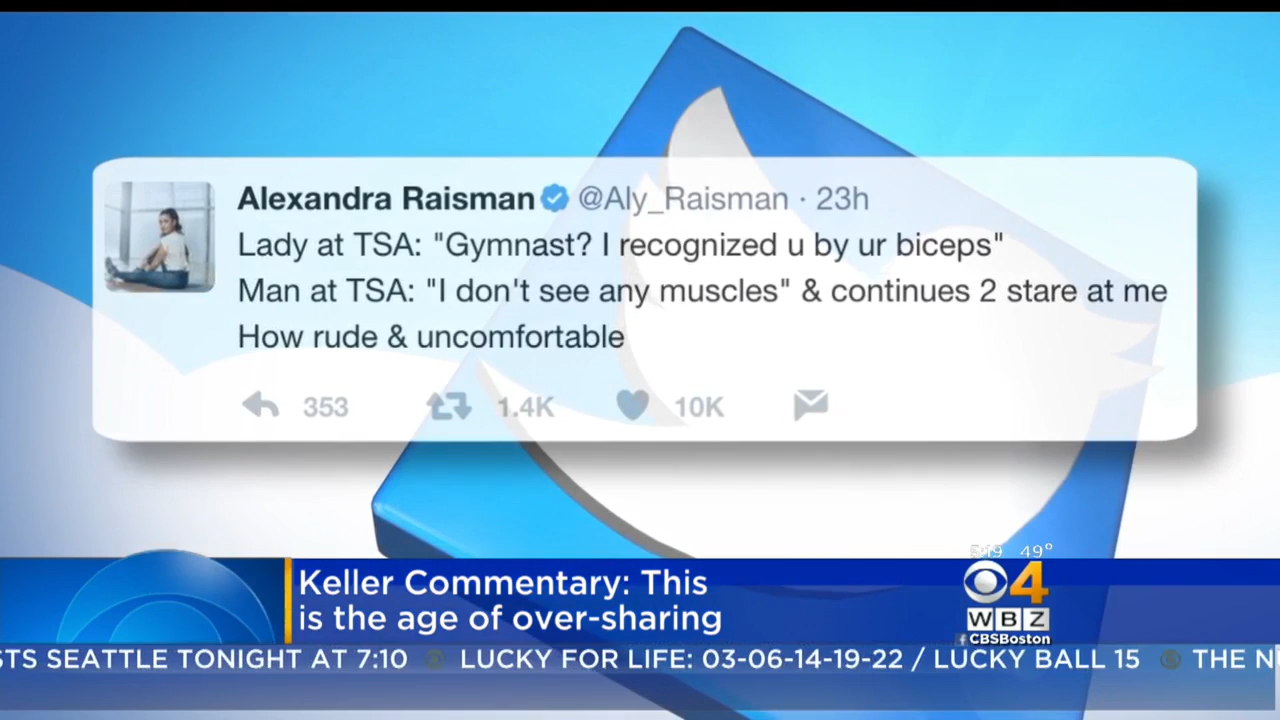 Alexandra Raisman @Aly_Raisman · 23h
Lady at TSA: "Gymnast? I recognized u by ur biceps"
Man at TSA: "I don't see any muscles" & continues 2 stare at me
How rude & uncomfortable
353 1.4K 10K
Keller Commentary: This
is the age of over-sharing
5:19 49°
4
WBZ
f CBSBoston
STS SEATTLE TONIGHT AT 7:10 LUCKY FOR LIFE: 03-06-14-19-22 / LUCKY BALL 15 THE N